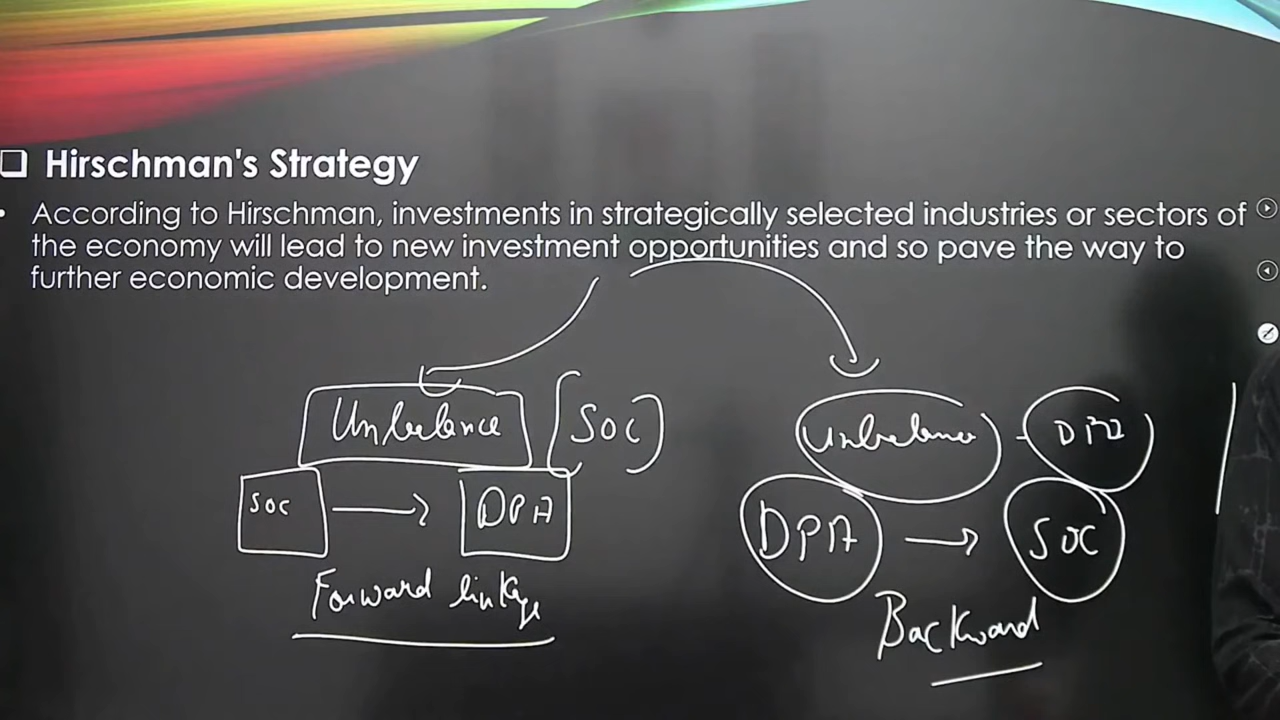 Hirschman's Strategy
• According to Hirschman, investments in strategically selected industries or sectors of
the economy will lead to new investment opportunities and so pave the way to
further economic development.
Unbalance (SOC)
SOC → DPA
Forward linkage
Unbalance - DPA
DPA → SOC
Backward